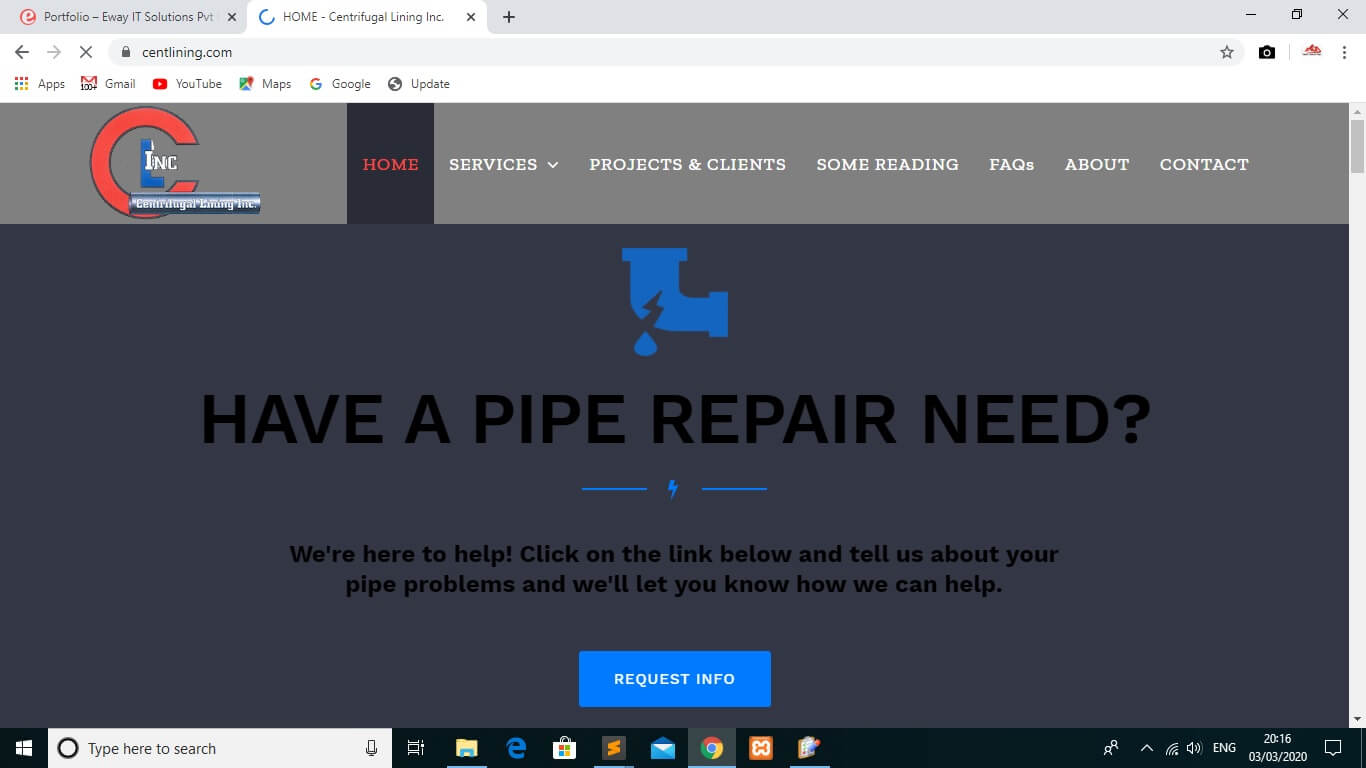 Portfolio – Eway IT Solutions Pvt
HOME - Centrifugal Lining Inc.
centlining.com
Apps
Gmail
100+
YouTube
Maps
Google
Update
INC
Centrifugal Lining Inc.
HOME
SERVICES
PROJECTS & CLIENTS
SOME READING
FAQs
ABOUT
CONTACT
HAVE A PIPE REPAIR NEED?
We're here to help! Click on the link below and tell us about your
pipe problems and we'll let you know how we can help.
REQUEST INFO
Type here to search
ENG
20:16
03/03/2020